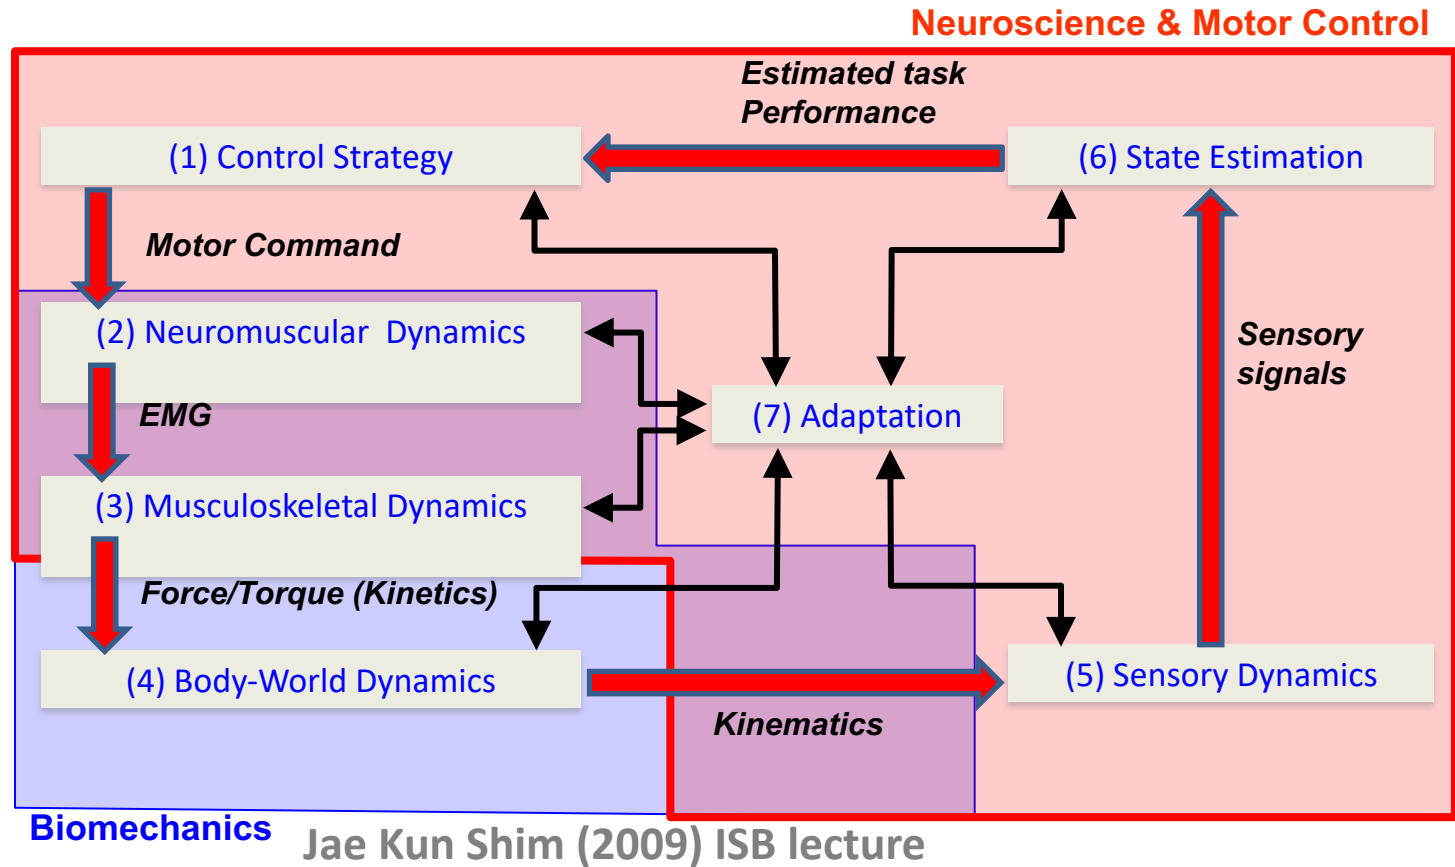 Neuroscience & Motor Control
Estimated task
Performance
(1) Control Strategy
(6) State Estimation
Motor Command
(2) Neuromuscular  Dynamics
Sensory
signals
EMG
(7) Adaptation
(3) Musculoskeletal Dynamics
Force/Torque (Kinetics)
(4) Body-World Dynamics
(5) Sensory Dynamics
Kinematics
Biomechanics
Jae Kun Shim (2009) ISB lecture